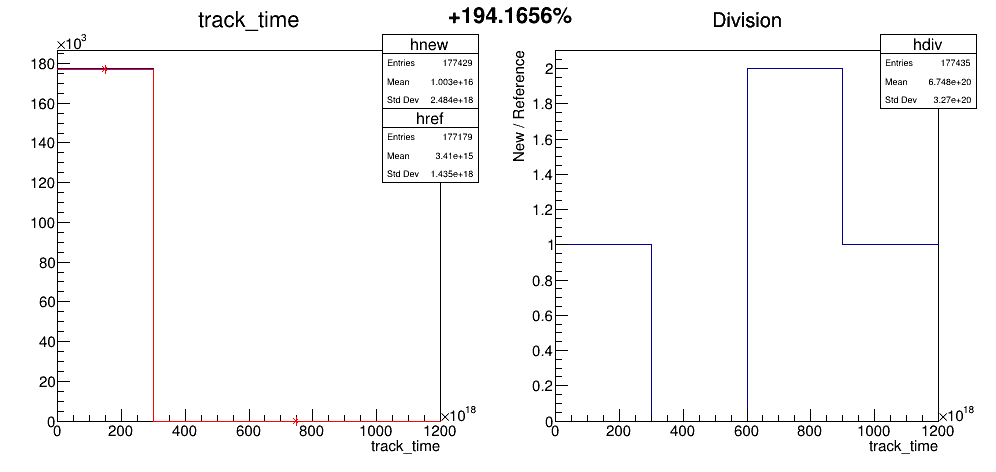 +194.1656%
track_time
×10³
hnew
Entries 177429
Mean 1.003e+16
Std Dev 2.484e+18
href
Entries 177179
Mean 3.41e+15
Std Dev 1.435e+18
180
160
140
120
100
80
60
40
20
0
0 200 400 600 800 1000 1200
×10¹⁸
track_time
Division
hdiv
Entries 177435
Mean 6.748e+20
Std Dev 3.27e+20
New / Reference
2
1.8
1.6
1.4
1.2
1
0.8
0.6
0.4
0.2
0
0 200 400 600 800 1000 1200
×10¹⁸
track_time